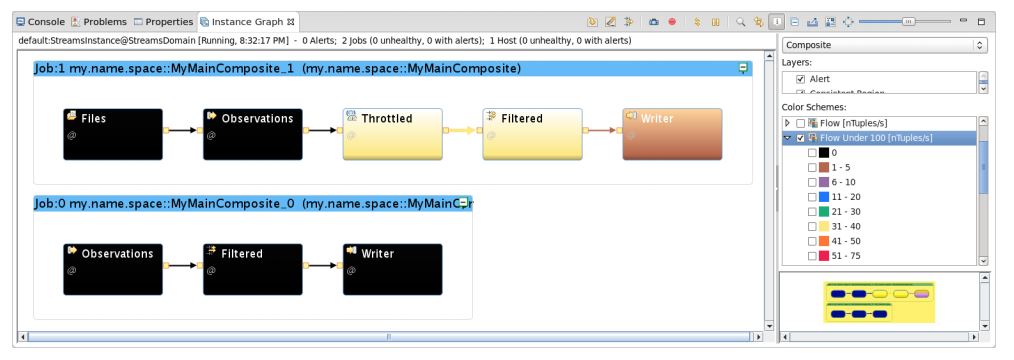 Console Problems Properties Instance Graph
default:StreamsInstance@StreamsDomain [Running, 8:32:17 PM] - 0 Alerts; 2 Jobs (0 unhealthy, 0 with alerts); 1 Host (0 unhealthy, 0 with alerts)
Job:1 my.name.space::MyMainComposite_1 (my.name.space::MyMainComposite)
Files
@
Observations
@
Throttled
@
Filtered
@
Writer
@
Job:0 my.name.space::MyMainComposite_0 (my.name.space::MyMainCor
Observations
@
Filtered
@
Writer
@
Composite
Layers:
Alert
Consistent Region
Color Schemes:
Flow [nTuples/s]
Flow Under 100 [nTuples/s]
0
1 - 5
6 - 10
11 - 20
21 - 30
31 - 40
41 - 50
51 - 75